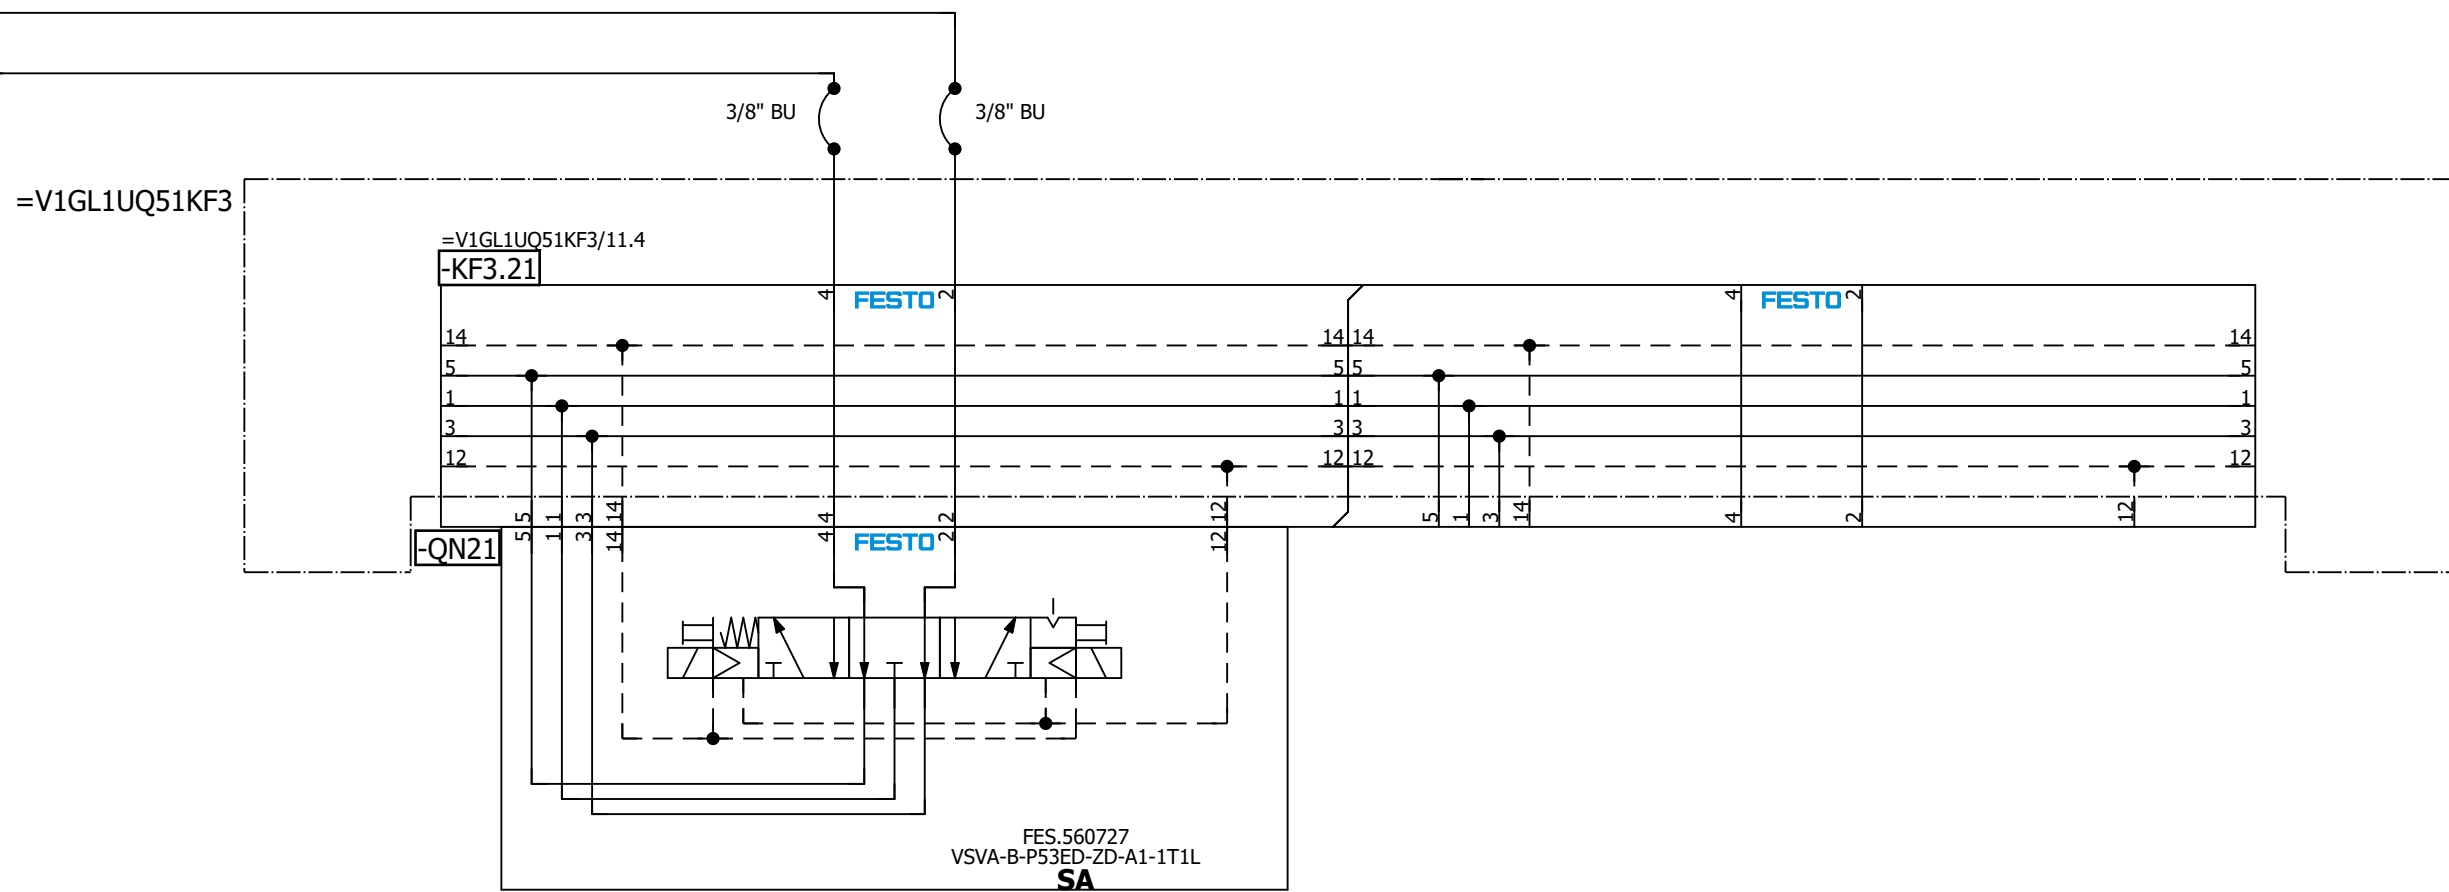 3/8" BU
3/8" BU
=V1GL1UQ51KF3
=V1GL1UQ51KF3/11.4
-KF3.21
4 FESTO 2 4 FESTO 2
14 14 14 14
5 5 5 5
1 1 1 1
3 3 3 3
12 12 12 12
5 1 3 14 4 2 12 5 1 3 14 4 2 12
-QN21
5 1 3 14 4 FESTO 2 12
FES.560727
VSVA-B-P53ED-ZD-A1-1T1L
SA